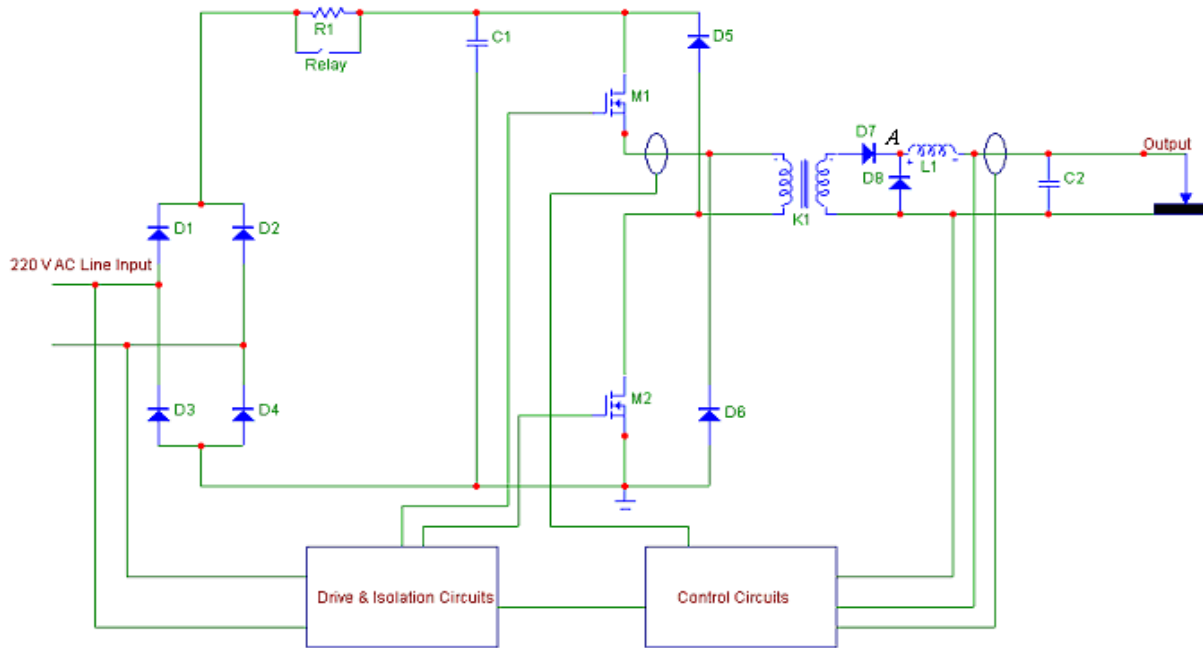 R1
Relay
C1
D5
M1
D7
A
D8
L1
Output
C2
K1
D1
D2
220 V AC Line Input
D3
D4
M2
D6
Drive & Isolation Circuits
Control Circuits